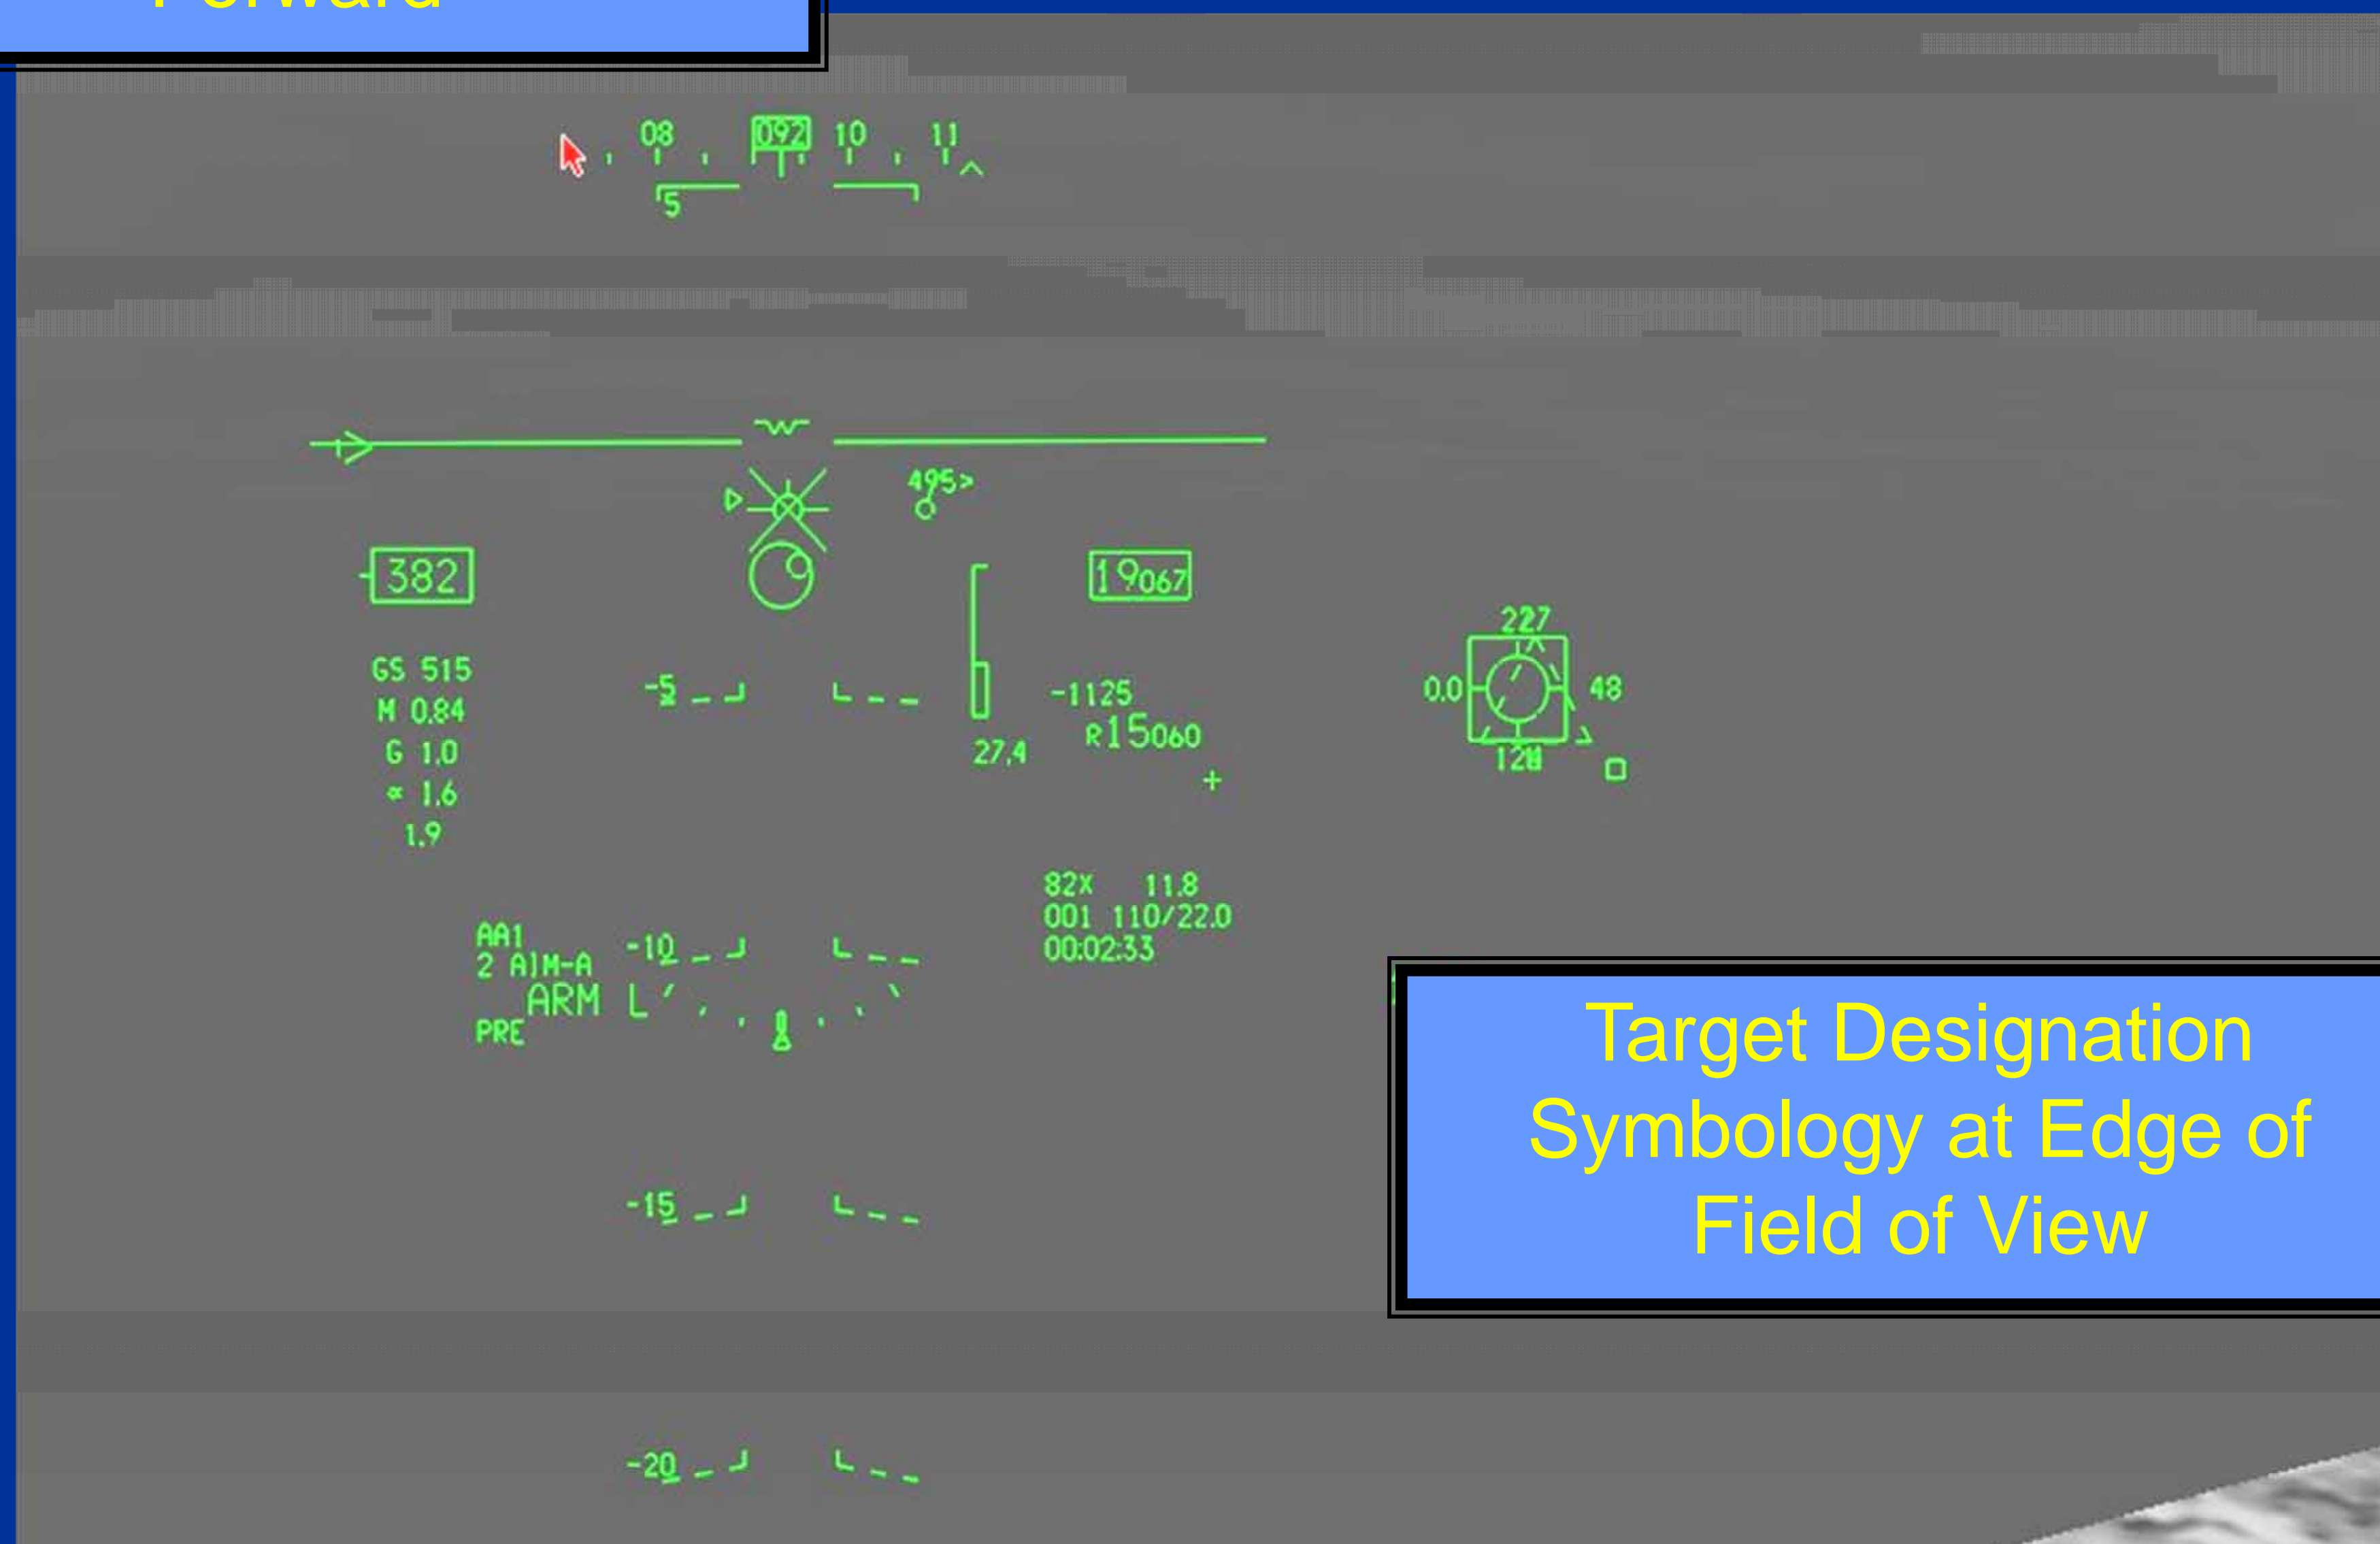 Forward
08 092 10 11
5
495>
382
19067
227
GS 515
-5
0.0
48
M 0.84
-1125
R15060
G 1.0
27,4
∝ 1.6
1.9
82X 11.8
001 110/22.0
00:02:33
AA1
2 AIM-A
-10
ARM L
PRE
Target Designation
Symbology at Edge of
Field of View
-15
-20